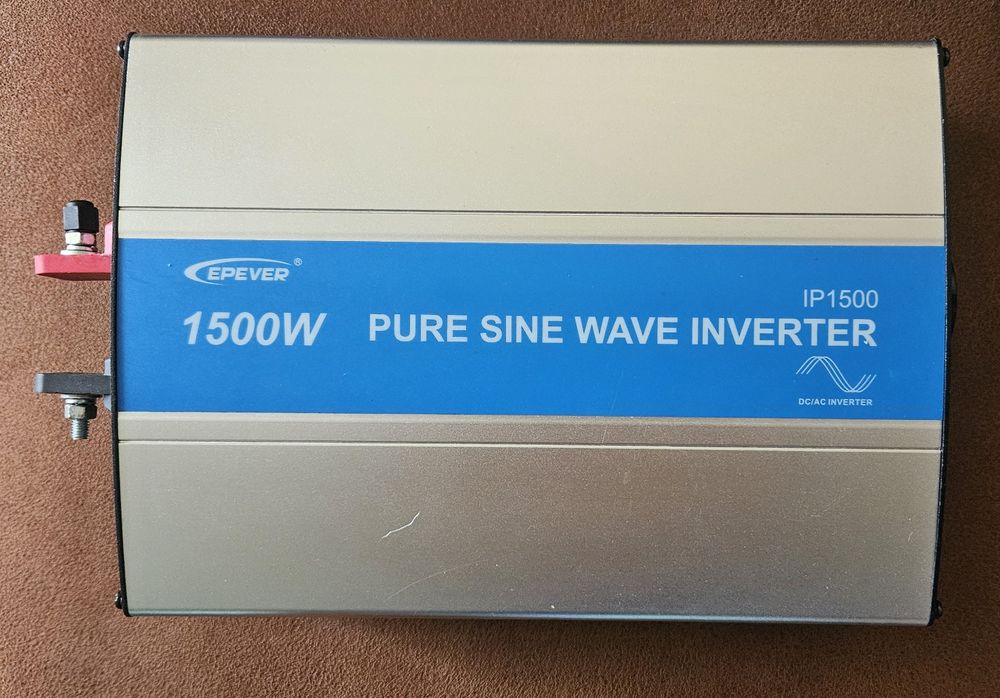 EPEVER®
IP1500
1500W PURE SINE WAVE INVERTER
DC/AC INVERTER